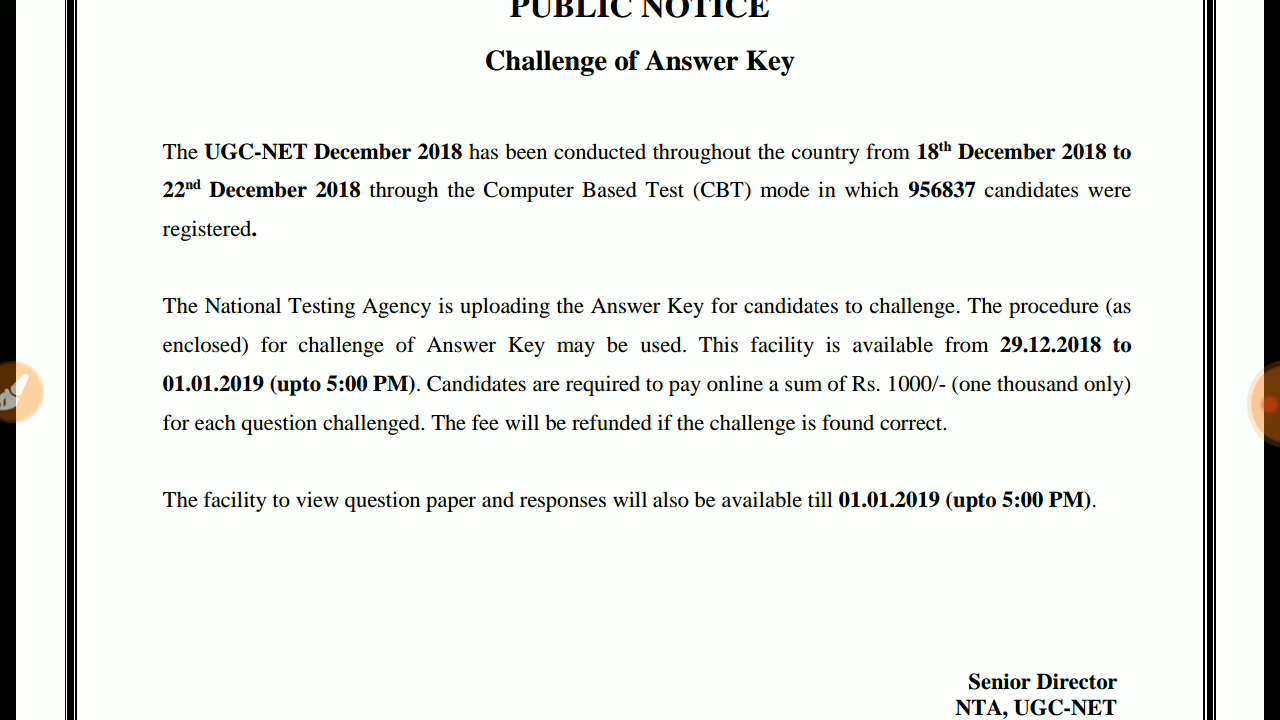 PUBLIC NOTICE
Challenge of Answer Key
The UGC-NET December 2018 has been conducted throughout the country from 18th December 2018 to
22nd December 2018 through the Computer Based Test (CBT) mode in which 956837 candidates were
registered.
The National Testing Agency is uploading the Answer Key for candidates to challenge. The procedure (as
enclosed) for challenge of Answer Key may be used. This facility is available from 29.12.2018 to
01.01.2019 (upto 5:00 PM). Candidates are required to pay online a sum of Rs. 1000/- (one thousand only)
for each question challenged. The fee will be refunded if the challenge is found correct.
The facility to view question paper and responses will also be available till 01.01.2019 (upto 5:00 PM).
Senior Director
NTA, UGC-NET